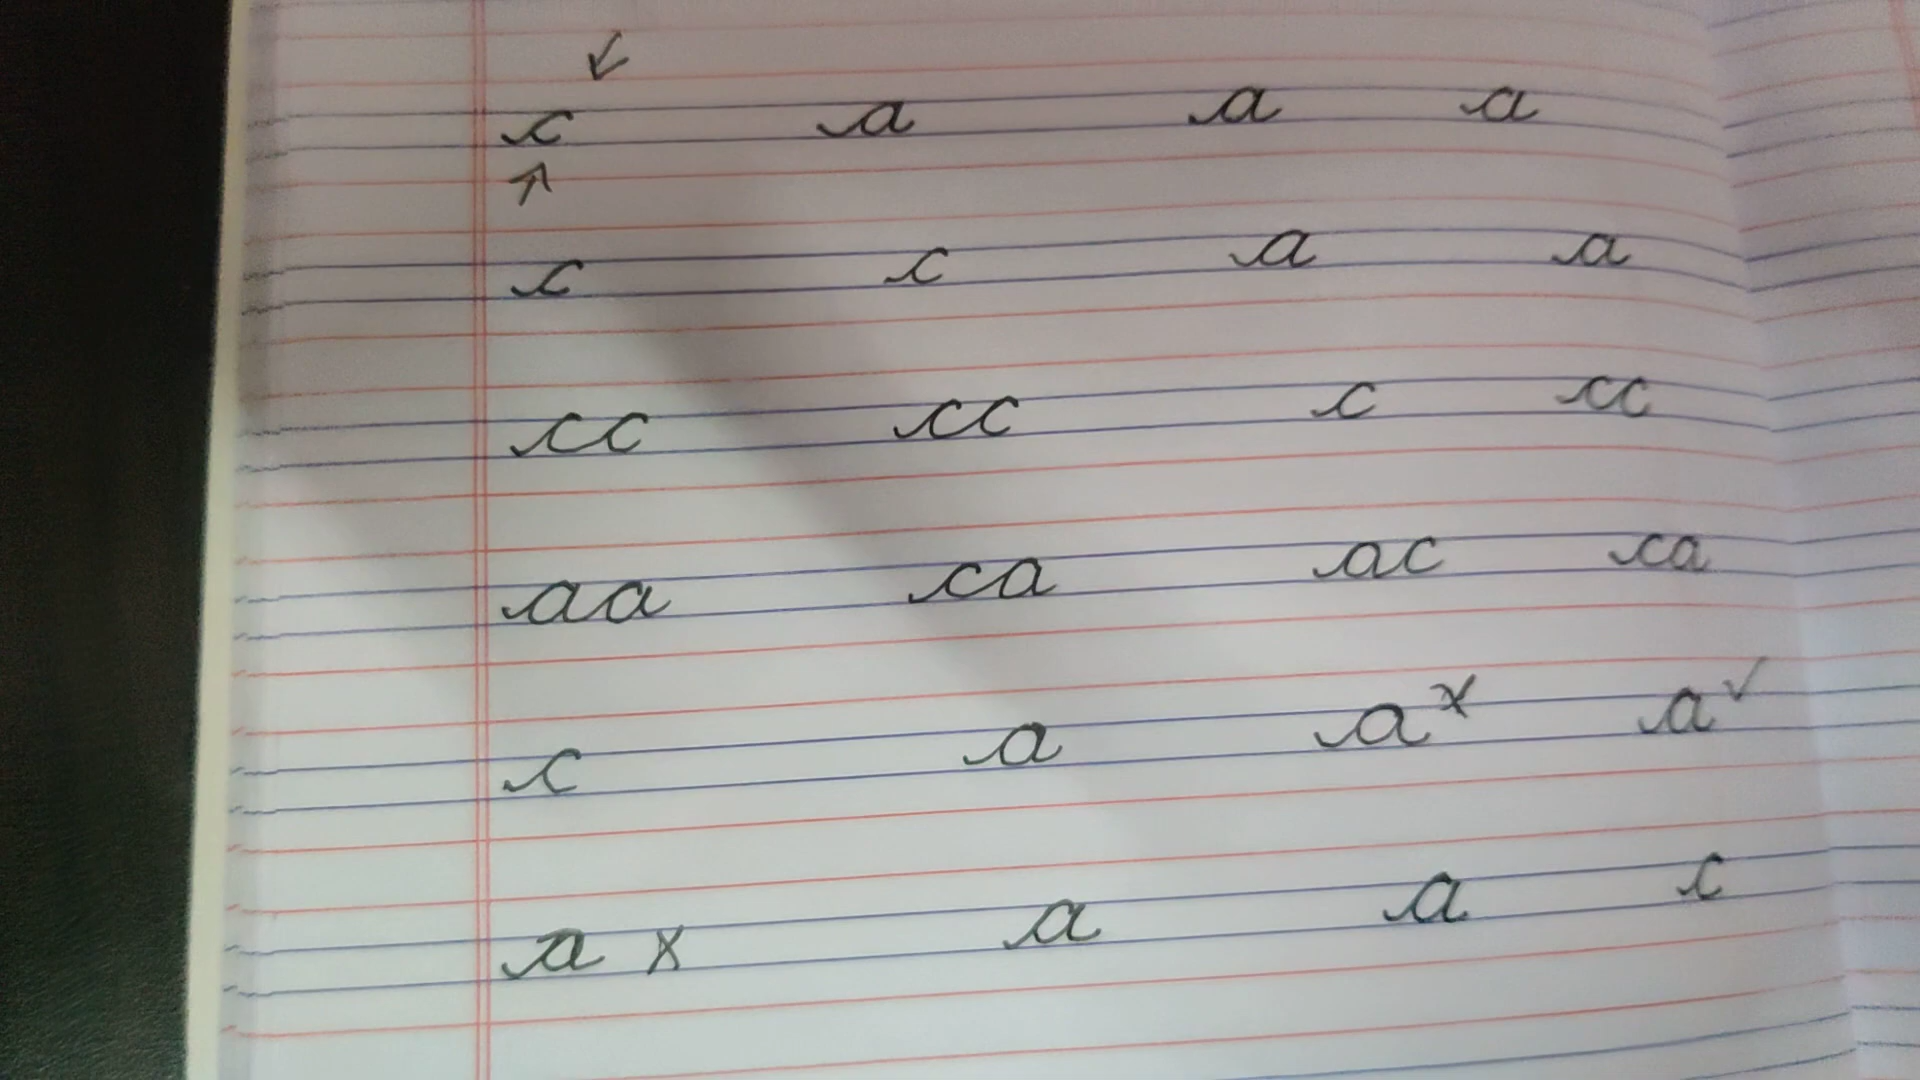 c a a a
c c a a
cc cc c cc
aa ca ac ca
c a a x a ✓
a x a a c